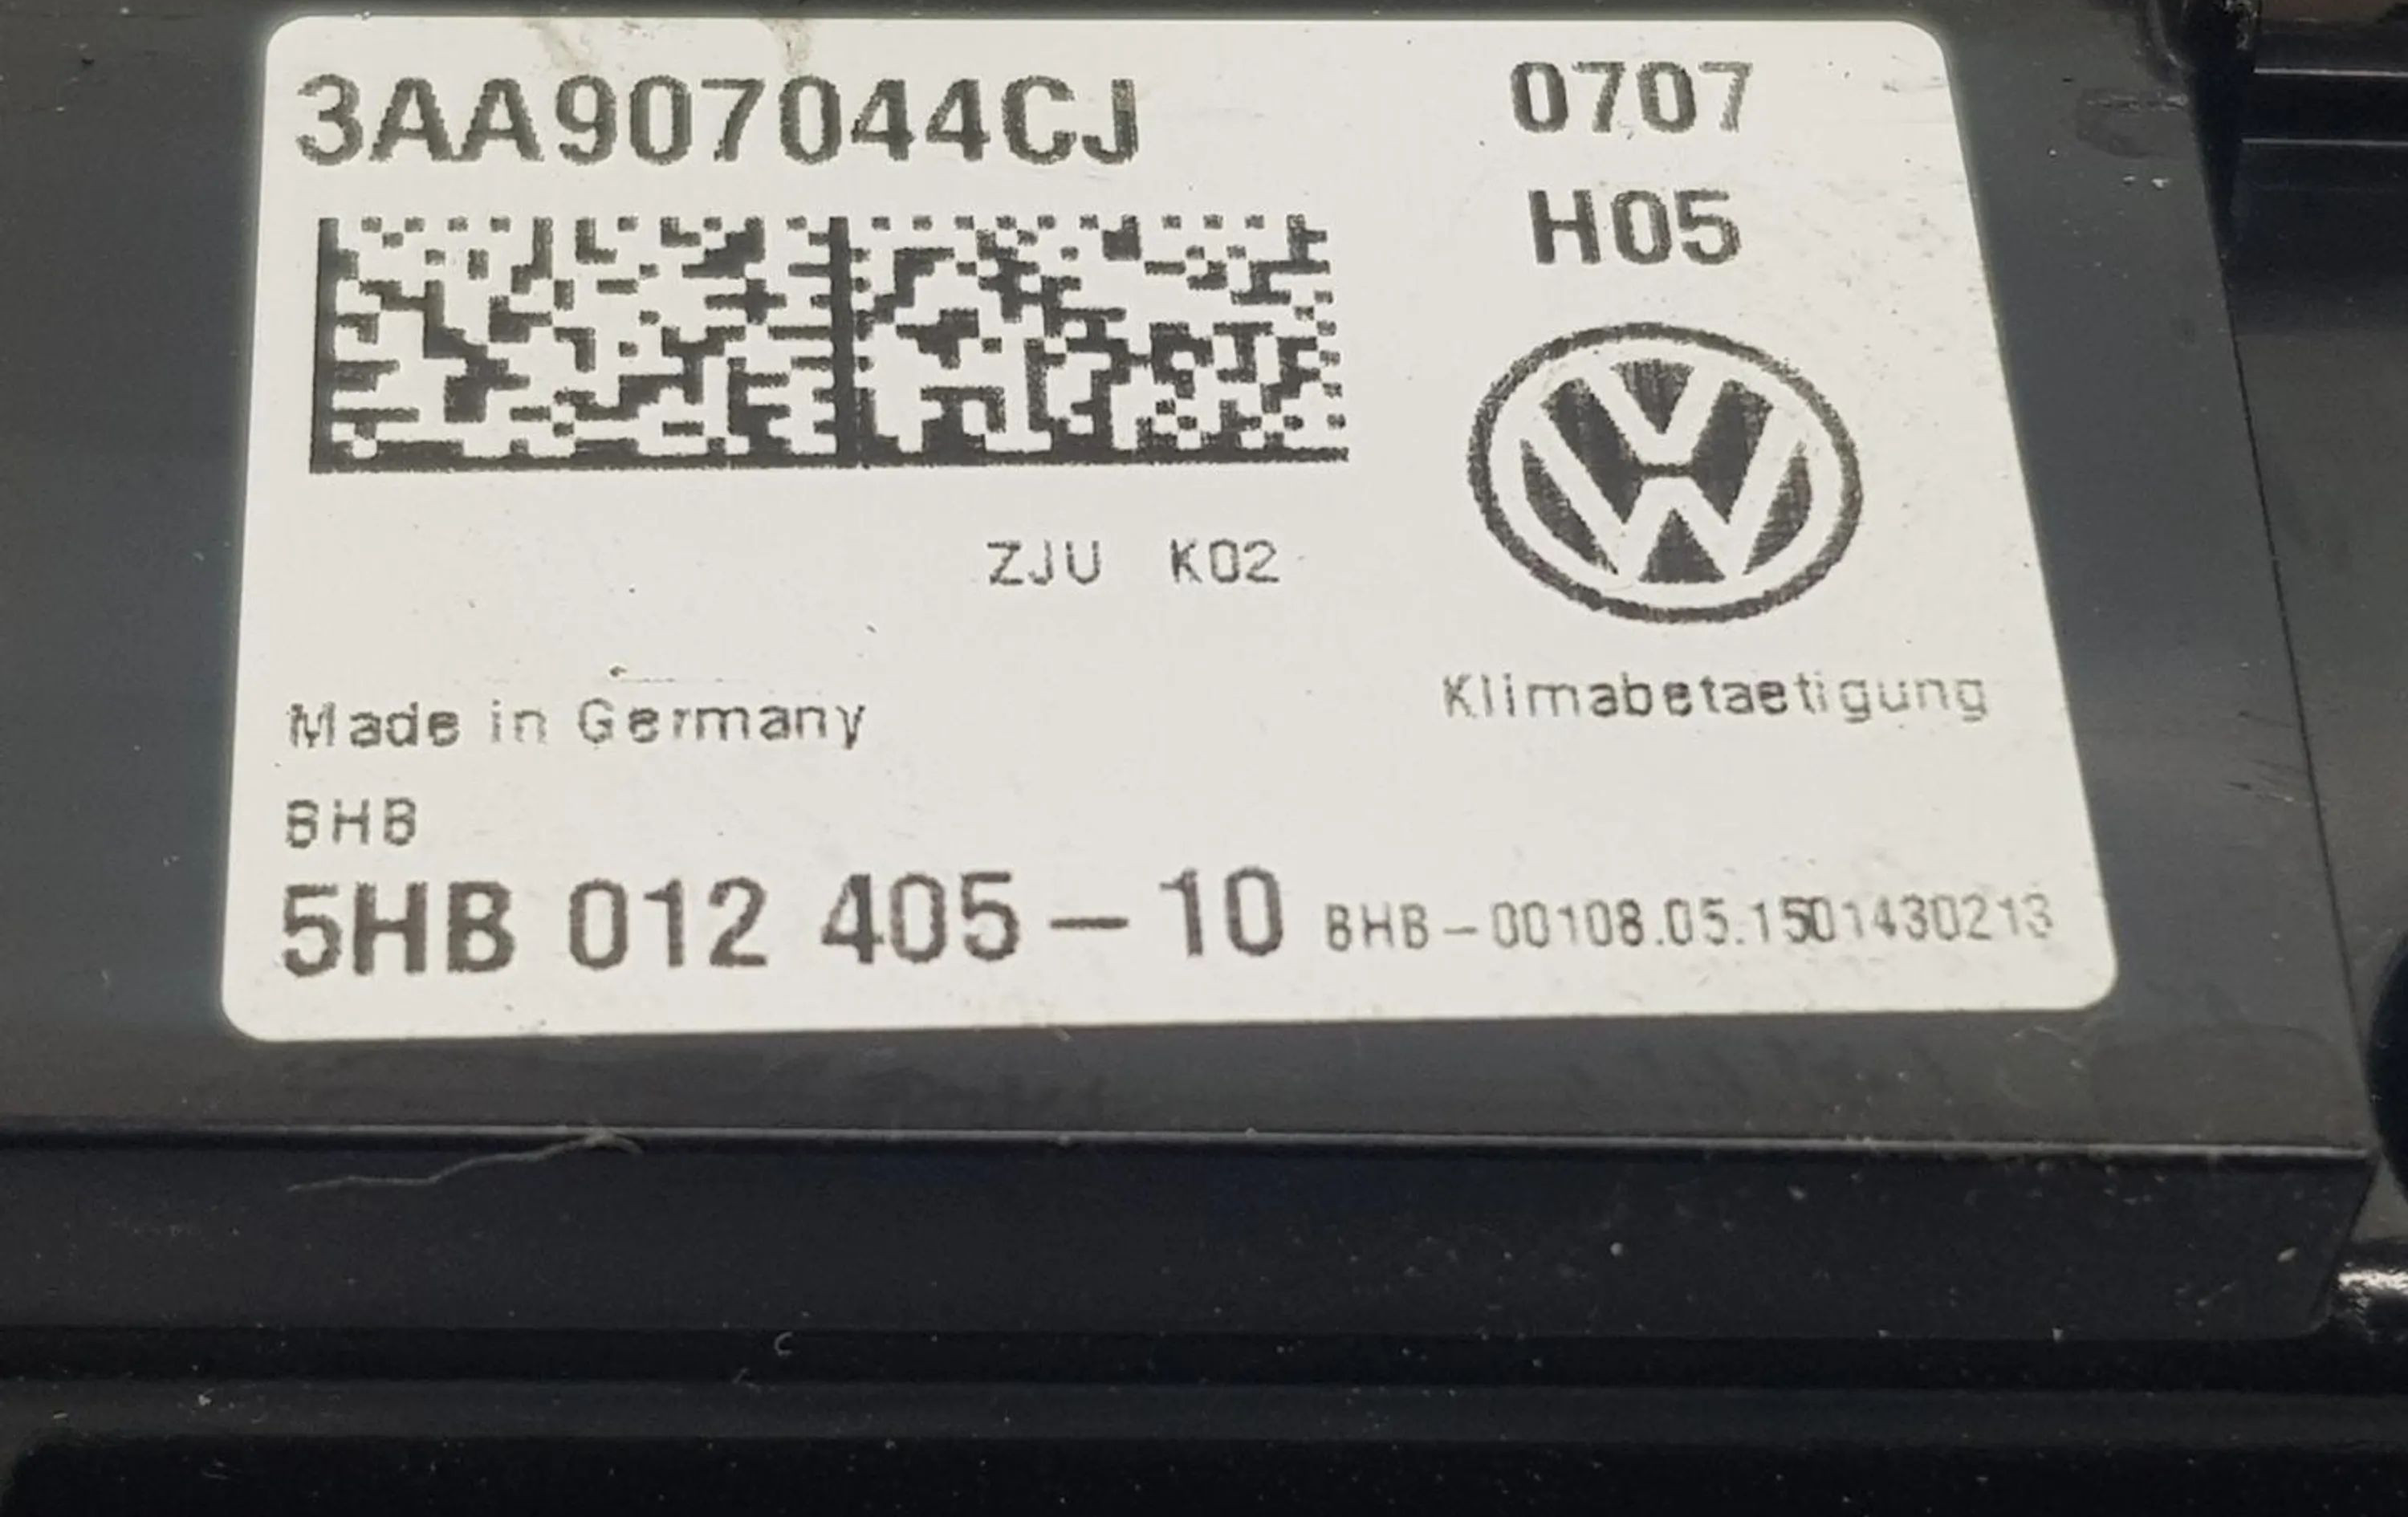 3AA907044CJ
0707
H05
ZJU K02
Klimabetaetigung
Made in Germany
BHB
5HB 012 405-10 BHB-00108.05.1501430213